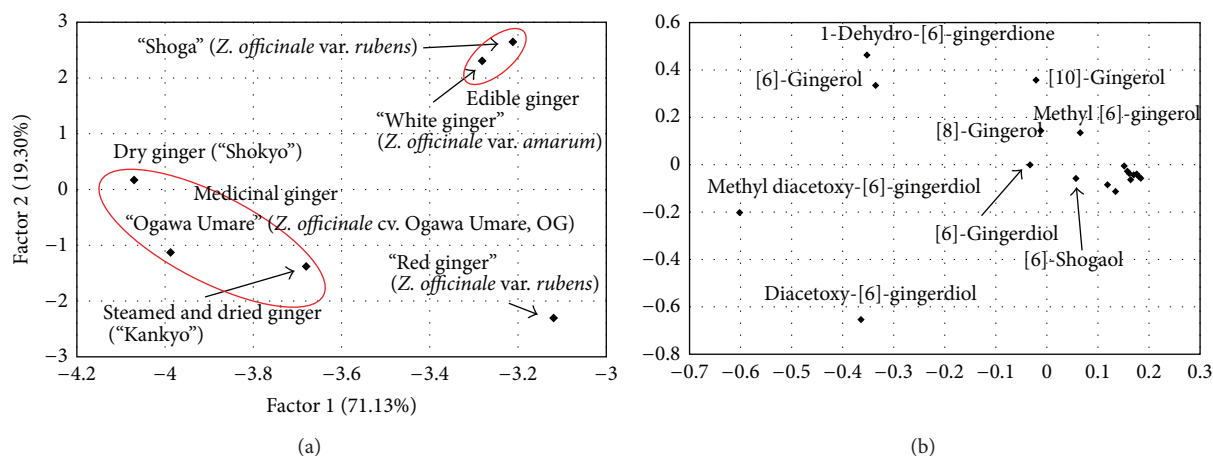 3
2
1
0
−1
−2
−3
Factor 2 (19.30%)
“Shoga” (Z. officinale var. rubens)
Edible ginger
“White ginger”
(Z. officinale var. amarum)
Dry ginger (“Shokyo”)
Medicinal ginger
“Ogawa Umare” (Z. officinale cv. Ogawa Umare, OG)
“Red ginger”
(Z. officinale var. rubens)
Steamed and dried ginger
(“Kankyo”)
−4.2 −4 −3.8 −3.6 −3.4 −3.2 −3
Factor 1 (71.13%)
(a)
0.6
0.4
0.2
0
−0.2
−0.4
−0.6
−0.8
1-Dehydro-[6]-gingerdione
[6]-Gingerol
[10]-Gingerol
Methyl [6]-gingerol
[8]-Gingerol
Methyl diacetoxy-[6]-gingerdiol
[6]-Gingerdiol
[6]-Shogaol
Diacetoxy-[6]-gingerdiol
−0.7 −0.6 −0.5 −0.4 −0.3 −0.2 −0.1 0 0.1 0.2 0.3
(b)